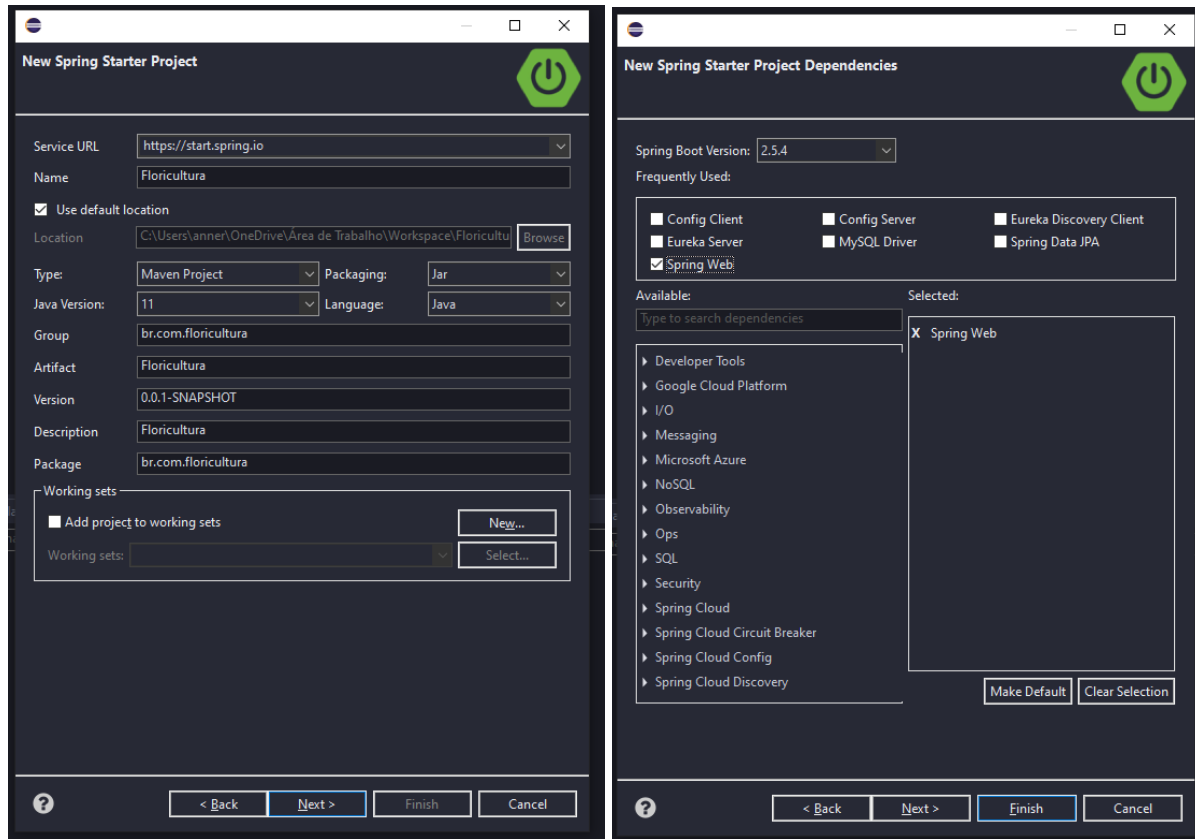 New Spring Starter Project
Service URL https://start.spring.io
Name Floricultura
Use default location
Location C:\Users\anner\OneDrive\Área de Trabalho\Workspace\Floricultu Browse
Type: Maven Project Packaging: Jar
Java Version: 11 Language: Java
Group br.com.floricultura
Artifact Floricultura
Version 0.0.1-SNAPSHOT
Description Floricultura
Package br.com.floricultura
Working sets
Add project to working sets New...
Working sets: Select...
? < Back Next > Finish Cancel
New Spring Starter Project Dependencies
Spring Boot Version: 2.5.4
Frequently Used:
Config Client Config Server Eureka Discovery Client
Eureka Server MySQL Driver Spring Data JPA
Spring Web
Available: Selected:
Type to search dependencies
X Spring Web
Developer Tools
Google Cloud Platform
I/O
Messaging
Microsoft Azure
NoSQL
Observability
Ops
SQL
Security
Spring Cloud
Spring Cloud Circuit Breaker
Spring Cloud Config
Spring Cloud Discovery
Make Default Clear Selection
? < Back Next > Finish Cancel